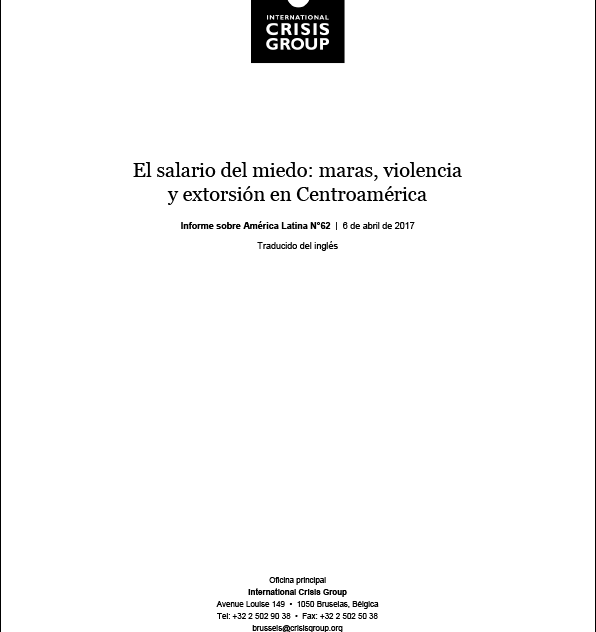 INTERNATIONAL
CRISIS
GROUP
El salario del miedo: maras, violencia
y extorsión en Centroamérica
Informe sobre América Latina N°62 | 6 de abril de 2017
Traducido del inglés
Oficina principal
International Crisis Group
Avenue Louise 149 • 1050 Bruselas, Bélgica
Tel: +32 2 502 90 38 • Fax: +32 2 502 50 38
brussels@crisisgroup.org